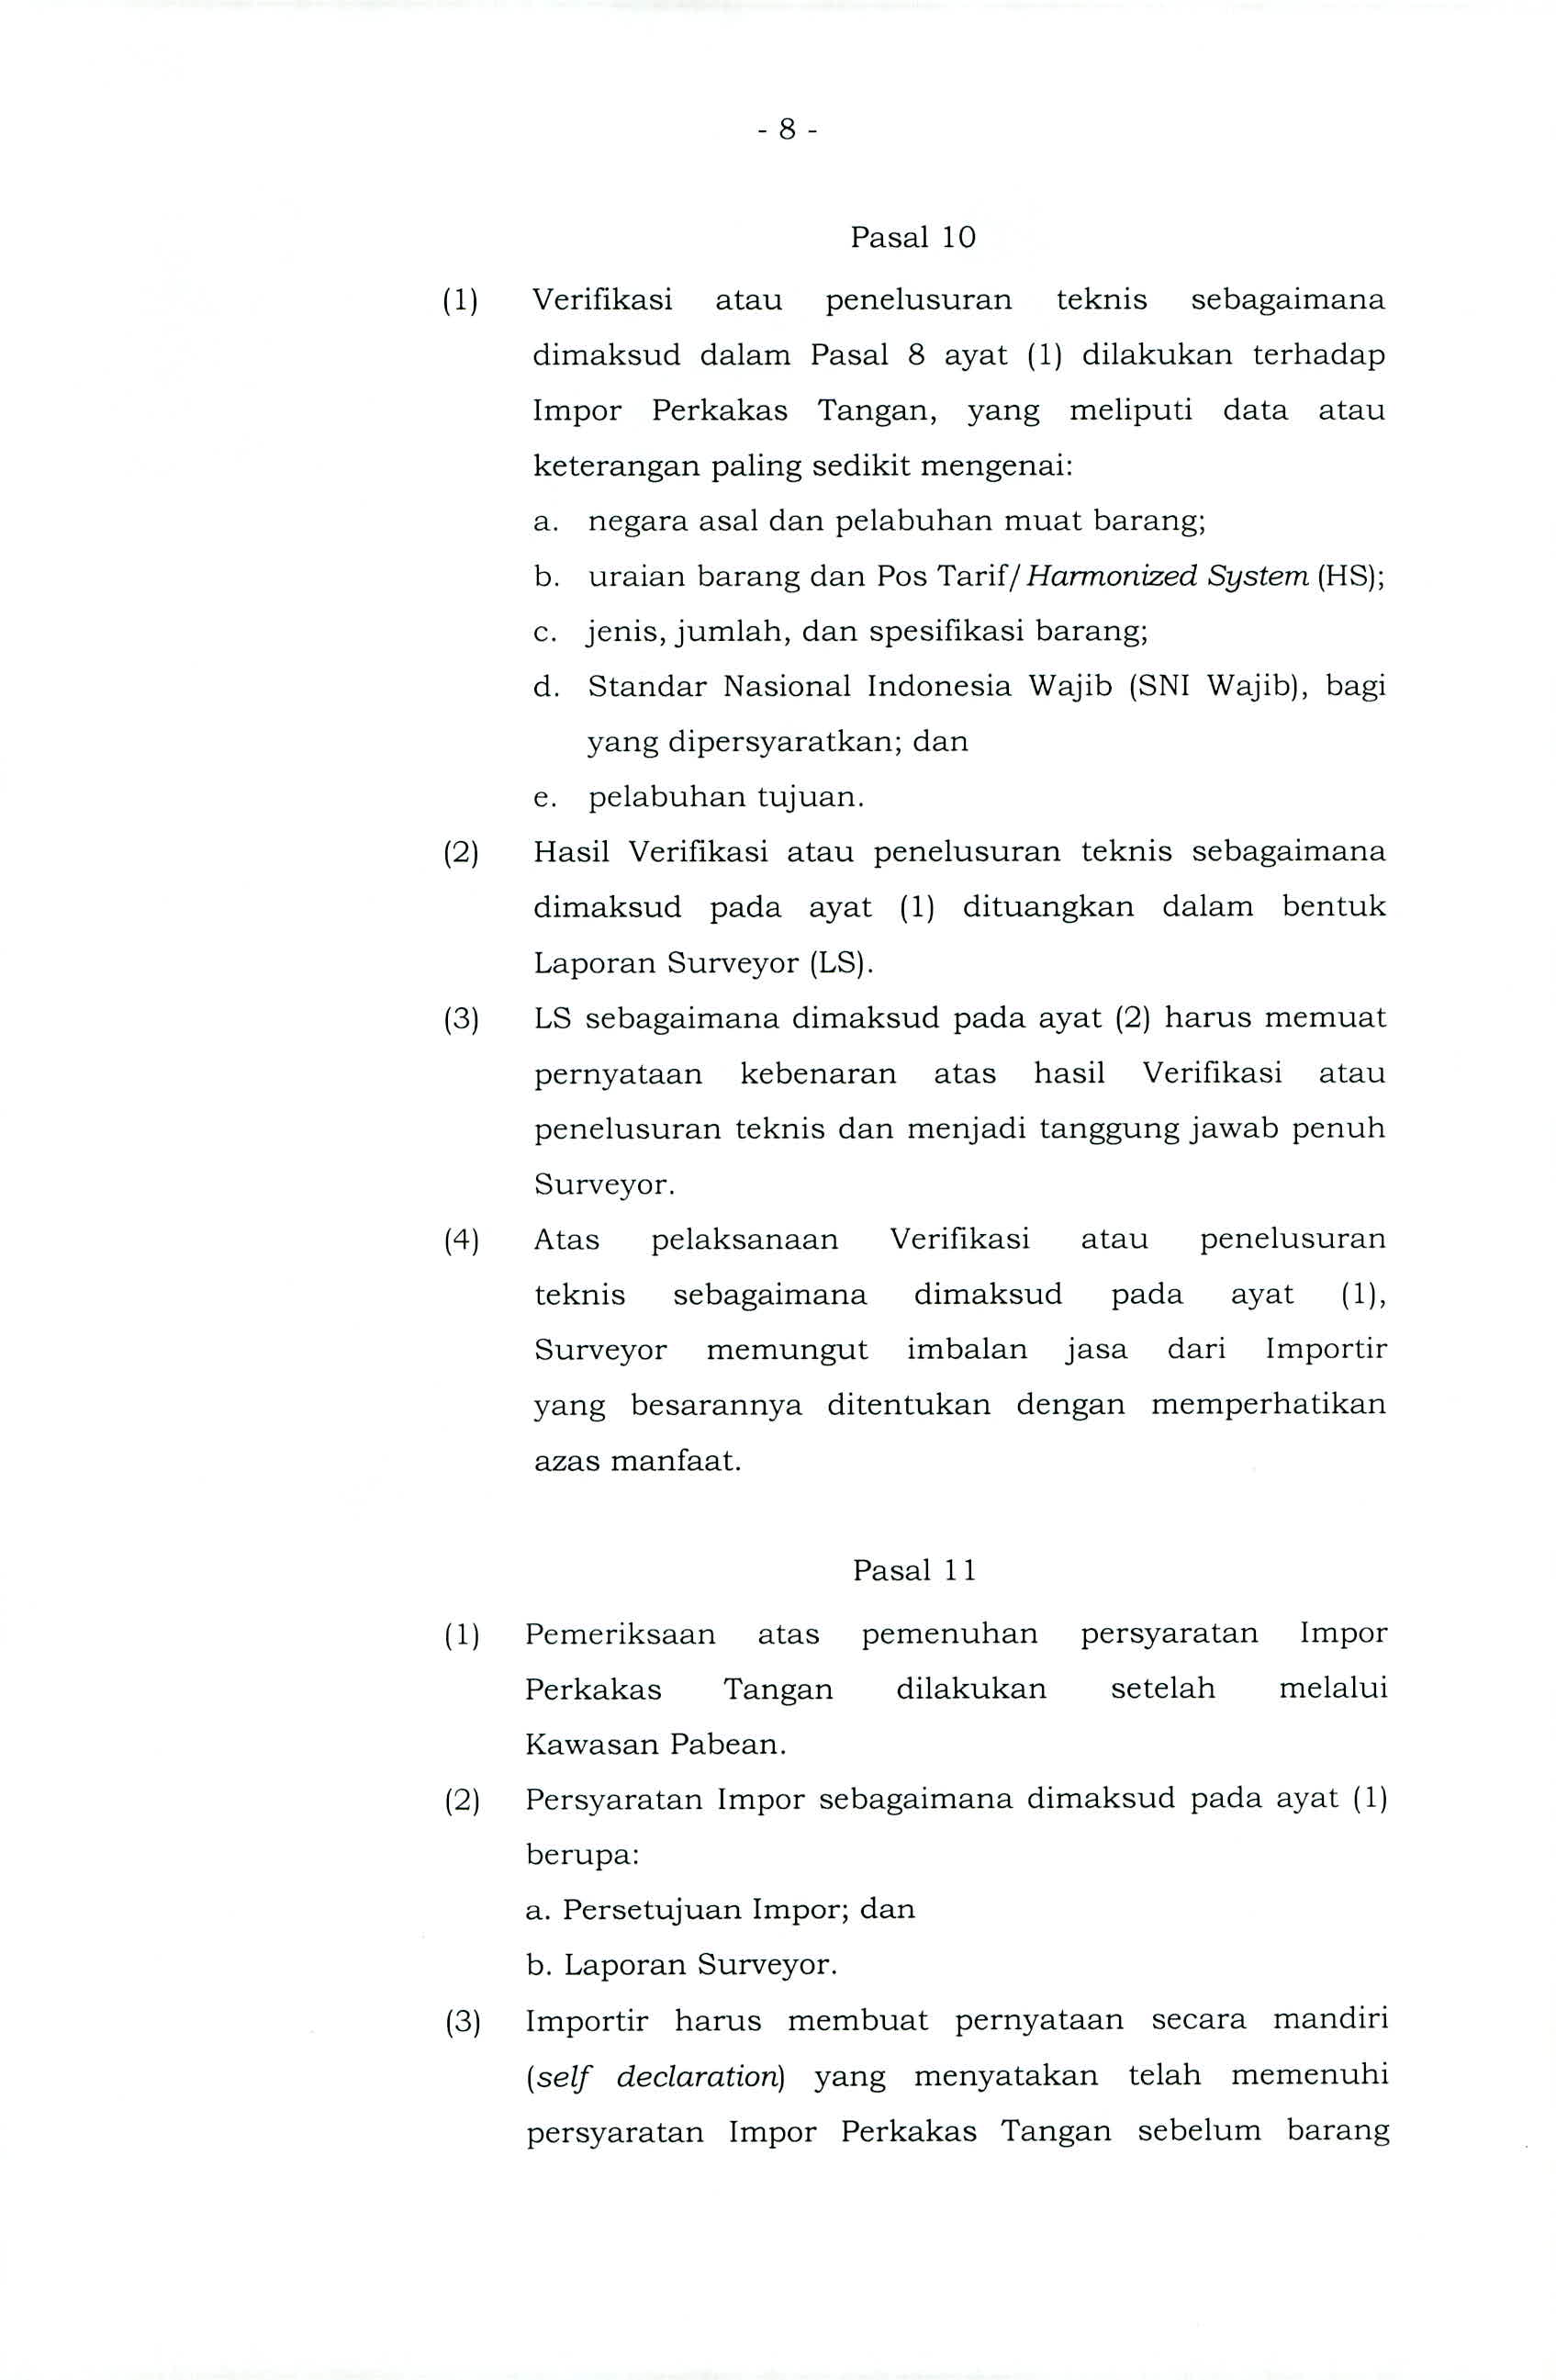 - 8 -
Pasal 10
(1) Verifikasi atau penelusuran teknis sebagaimana
dimaksud dalam Pasal 8 ayat (1) dilakukan terhadap
Impor Perkakas Tangan, yang meliputi data atau
keterangan paling sedikit mengenai:
a. negara asal dan pelabuhan muat barang;
b. uraian barang dan Pos Tarif/Harmonized System (HS);
c. jenis, jumlah, dan spesifikasi barang;
d. Standar Nasional Indonesia Wajib (SNI Wajib), bagi
yang dipersyaratkan; dan
e. pelabuhan tujuan.
(2) Hasil Verifikasi atau penelusuran teknis sebagaimana
dimaksud pada ayat (1) dituangkan dalam bentuk
Laporan Surveyor (LS).
(3) LS sebagaimana dimaksud pada ayat (2) harus memuat
pernyataan kebenaran atas hasil Verifikasi atau
penelusuran teknis dan menjadi tanggung jawab penuh
Surveyor.
(4) Atas pelaksanaan Verifikasi atau penelusuran
teknis sebagaimana dimaksud pada ayat (1),
Surveyor memungut imbalan jasa dari Importir
yang besarannya ditentukan dengan memperhatikan
azas manfaat.
Pasal 11
(1) Pemeriksaan atas pemenuhan persyaratan Impor
Perkakas Tangan dilakukan setelah melalui
Kawasan Pabean.
(2) Persyaratan Impor sebagaimana dimaksud pada ayat (1)
berupa:
a. Persetujuan Impor; dan
b. Laporan Surveyor.
(3) Importir harus membuat pernyataan secara mandiri
(self declaration) yang menyatakan telah memenuhi
persyaratan Impor Perkakas Tangan sebelum barang